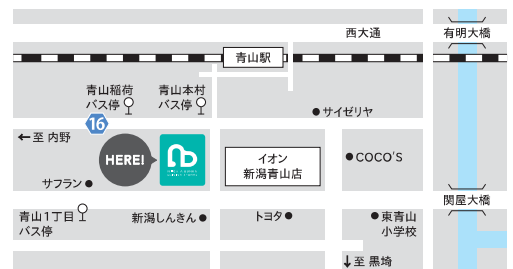 西大通
有明大橋
青山駅
青山稲荷
バス停
青山本村
バス停
サイゼリヤ
16
←至 内野
HERE!
イオン
新潟青山店
COCO'S
サフラン
関屋大橋
青山1丁目
バス停
新潟しんきん
トヨタ
東青山
小学校
↓至 黒埼